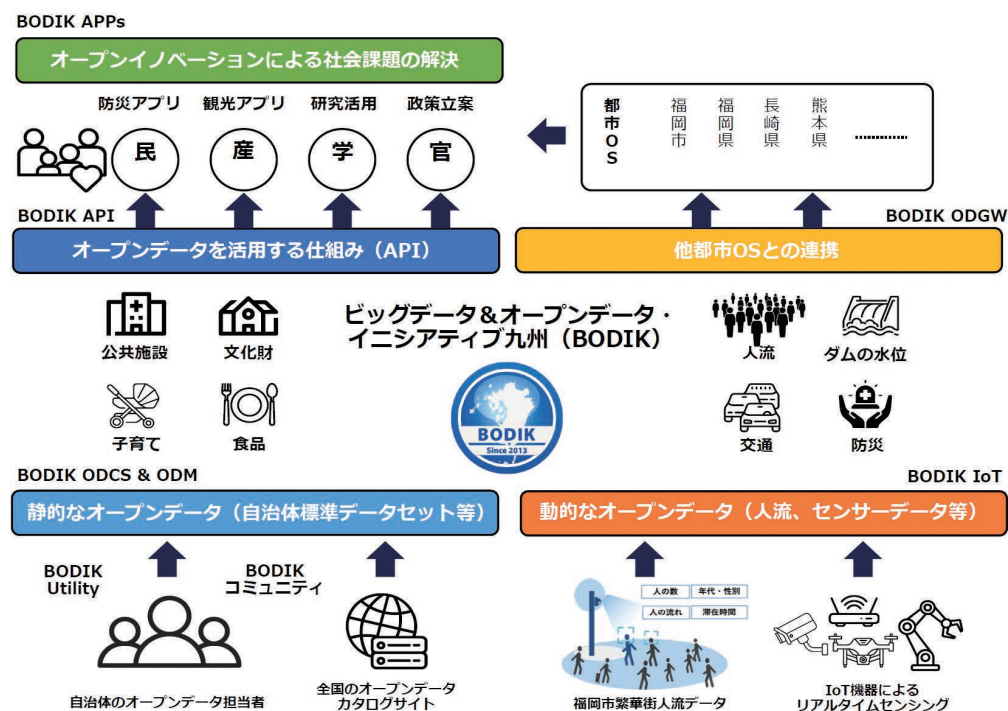 BODIK APPs
オープンイノベーションによる社会課題の解決
防災アプリ
観光アプリ
研究活用
政策立案
民
産
学
官
都市OS
福岡市
福岡県
長崎県
熊本県
…………
BODIK API
BODIK ODGW
オープンデータを活用する仕組み（API）
他都市OSとの連携
ビッグデータ＆オープンデータ・
イニシアティブ九州（BODIK）
公共施設
文化財
子育て
食品
BODIK
Since 2013
人流
ダムの水位
交通
防災
BODIK ODCS & ODM
BODIK IoT
静的なオープンデータ（自治体標準データセット等）
動的なオープンデータ（人流、センサーデータ等）
BODIK
Utility
BODIK
コミュニティ
人の数
年代・性別
人の流れ
滞在時間
自治体のオープンデータ担当者
全国のオープンデータ
カタログサイト
福岡市繁華街人流データ
IoT機器による
リアルタイムセンシング